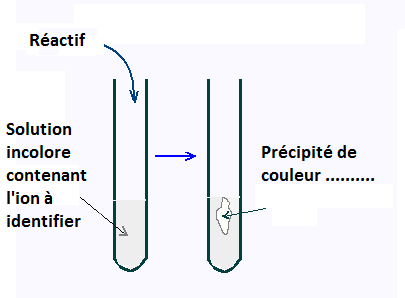 Réactif
Solution
incolore
contenant
l'ion à
identifier
Précipité de
couleur ..........